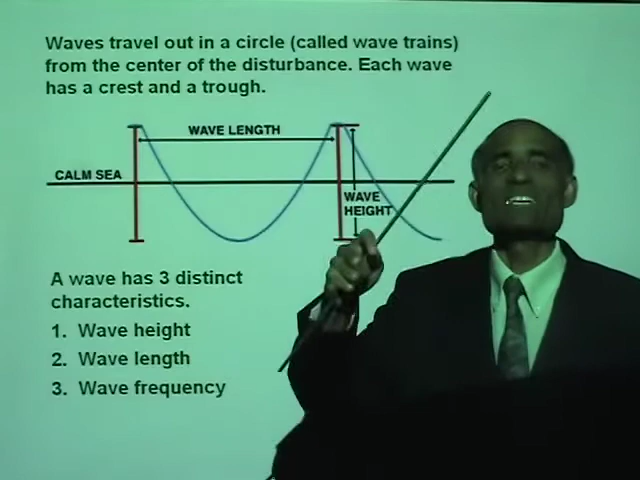 Waves travel out in a circle (called wave trains)
from the center of the disturbance. Each wave
has a crest and a trough.
WAVE LENGTH
CALM SEA
WAVE
HEIGHT
A wave has 3 distinct
characteristics.
1. Wave height
2. Wave length
3. Wave frequency